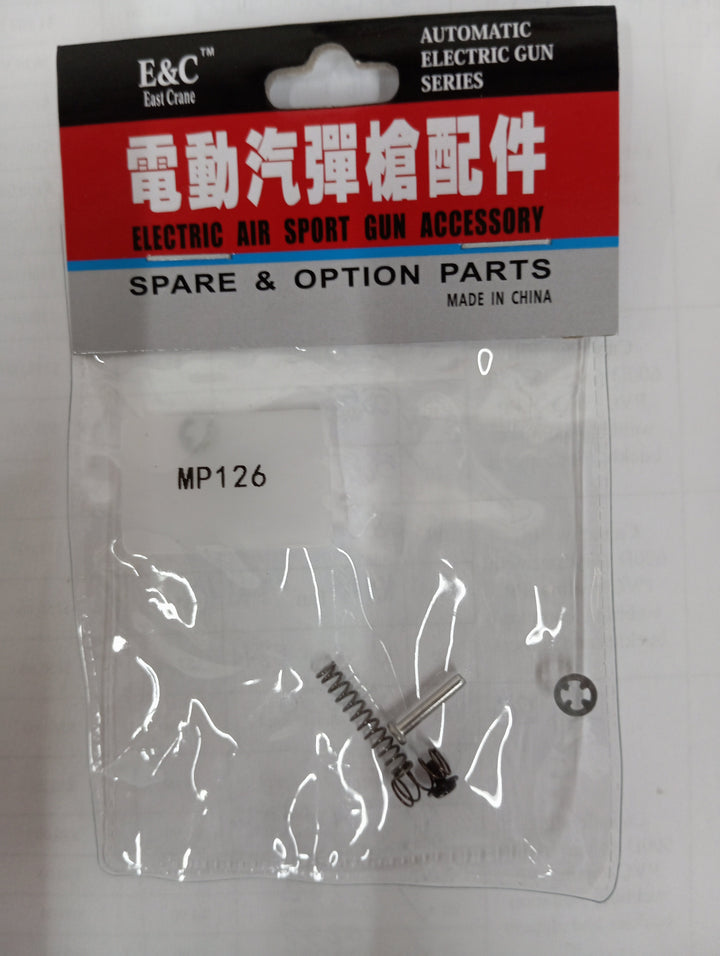 E&C™
East Crane
AUTOMATIC
ELECTRIC GUN
SERIES
電動汽彈槍配件
ELECTRIC AIR SPORT GUN ACCESSORY
SPARE & OPTION PARTS
MADE IN CHINA
MP126